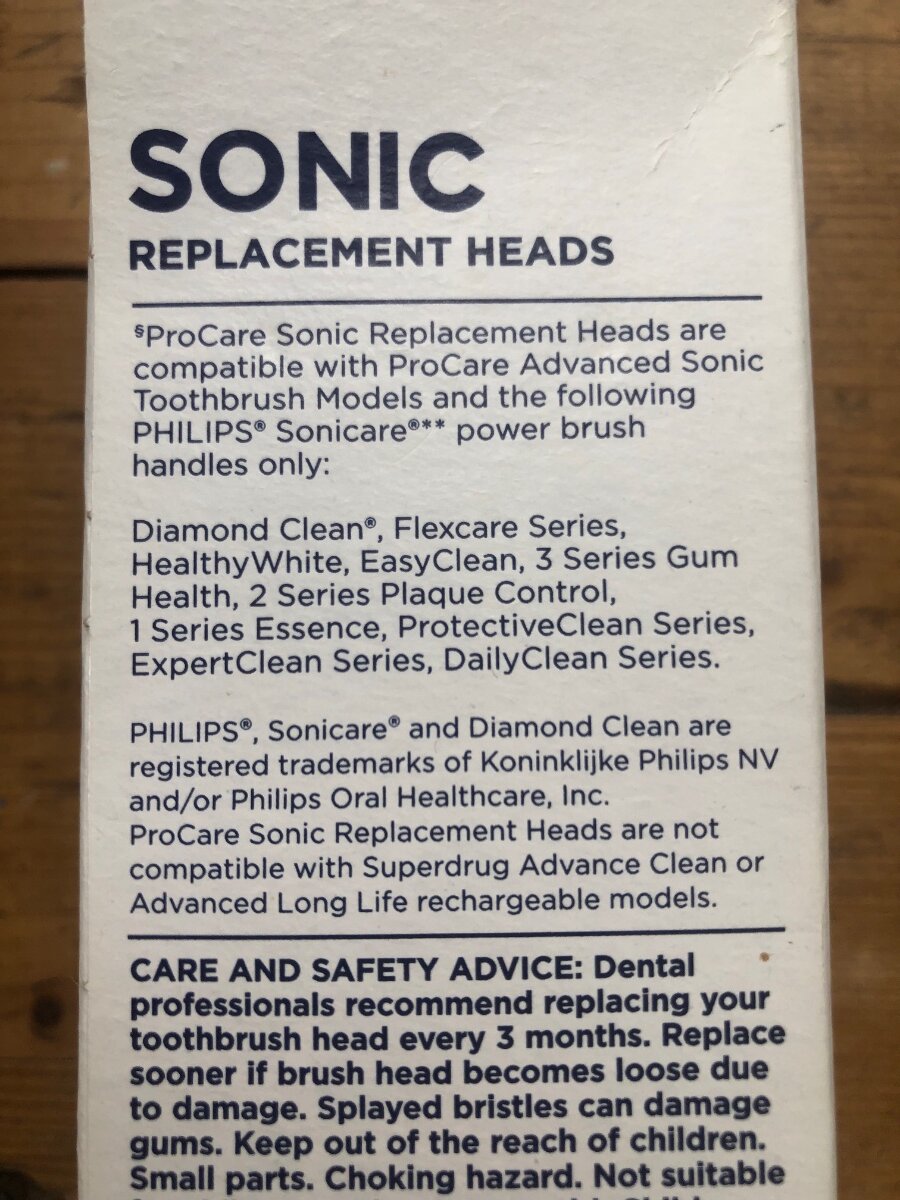 SONIC
REPLACEMENT HEADS
§ProCare Sonic Replacement Heads are
compatible with ProCare Advanced Sonic
Toothbrush Models and the following
PHILIPS® Sonicare®** power brush
handles only:
Diamond Clean®, Flexcare Series,
HealthyWhite, EasyClean, 3 Series Gum
Health, 2 Series Plaque Control,
1 Series Essence, ProtectiveClean Series,
ExpertClean Series, DailyClean Series.
PHILIPS®, Sonicare® and Diamond Clean are
registered trademarks of Koninklijke Philips NV
and/or Philips Oral Healthcare, Inc.
ProCare Sonic Replacement Heads are not
compatible with Superdrug Advance Clean or
Advanced Long Life rechargeable models.
CARE AND SAFETY ADVICE: Dental
professionals recommend replacing your
toothbrush head every 3 months. Replace
sooner if brush head becomes loose due
to damage. Splayed bristles can damage
gums. Keep out of the reach of children.
Small parts. Choking hazard. Not suitable